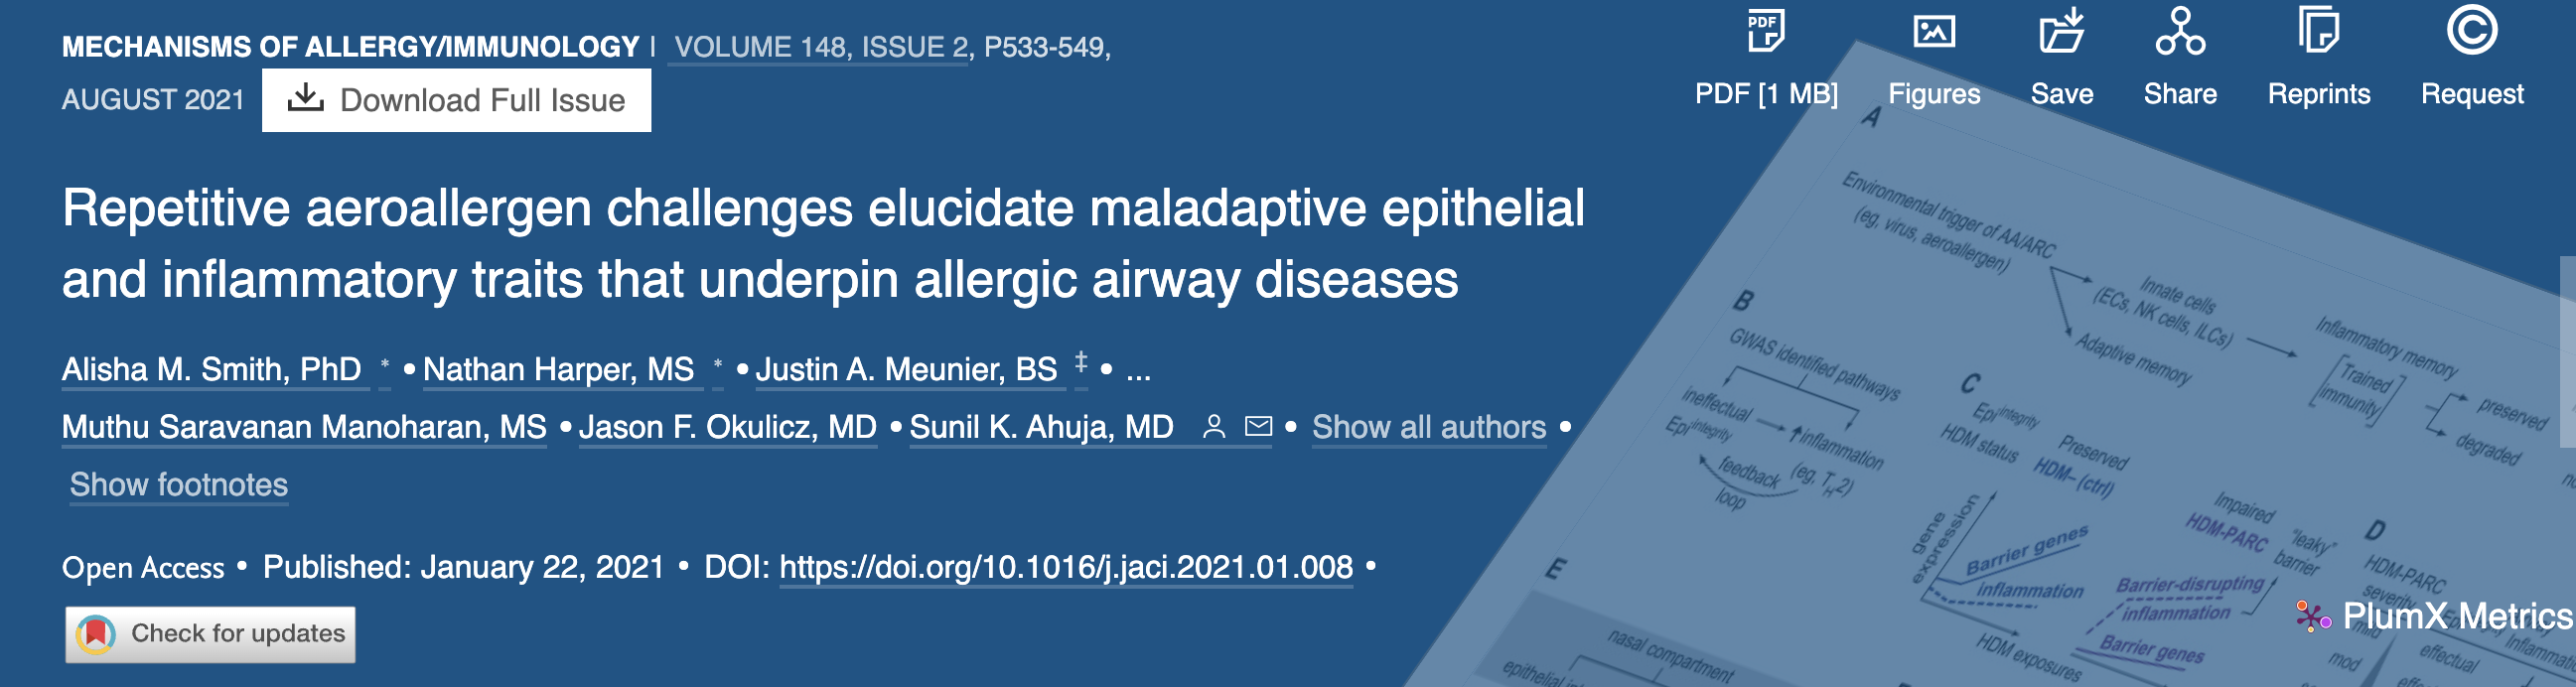 MECHANISMS OF ALLERGY/IMMUNOLOGY | VOLUME 148, ISSUE 2, P533-549,
AUGUST 2021 Download Full Issue
PDF [1 MB] Figures Save Share Reprints Request
Repetitive aeroallergen challenges elucidate maladaptive epithelial
and inflammatory traits that underpin allergic airway diseases
Alisha M. Smith, PhD * • Nathan Harper, MS * • Justin A. Meunier, BS ‡ • ...
Muthu Saravanan Manoharan, MS • Jason F. Okulicz, MD • Sunil K. Ahuja, MD • Show all authors •
Show footnotes
Open Access • Published: January 22, 2021 • DOI: https://doi.org/10.1016/j.jaci.2021.01.008 •
Check for updates
PlumX Metrics
A
Environmental trigger of AA/ARC
(eg, virus, aeroallergen)
Innate cells
(ECs, NK cells, ILCs)
Adaptive memory
Inflammatory memory
[Trained
immunity]
preserved
degraded
B
GWAS identified pathways
ineffectual
Epi integrity
↑inflammation
(eg, TH2)
feedback
loop
C
Epi integrity
HDM status
Preserved
HDM– (ctrl)
Impaired
HDM-PARC
"leaky"
barrier
gene
expression
Barrier genes
inflammation
Barrier-disrupting
inflammation
Barrier genes
HDM exposures
D
HDM-PARC
severity
mild
mod
effectual
E
nasal compartment